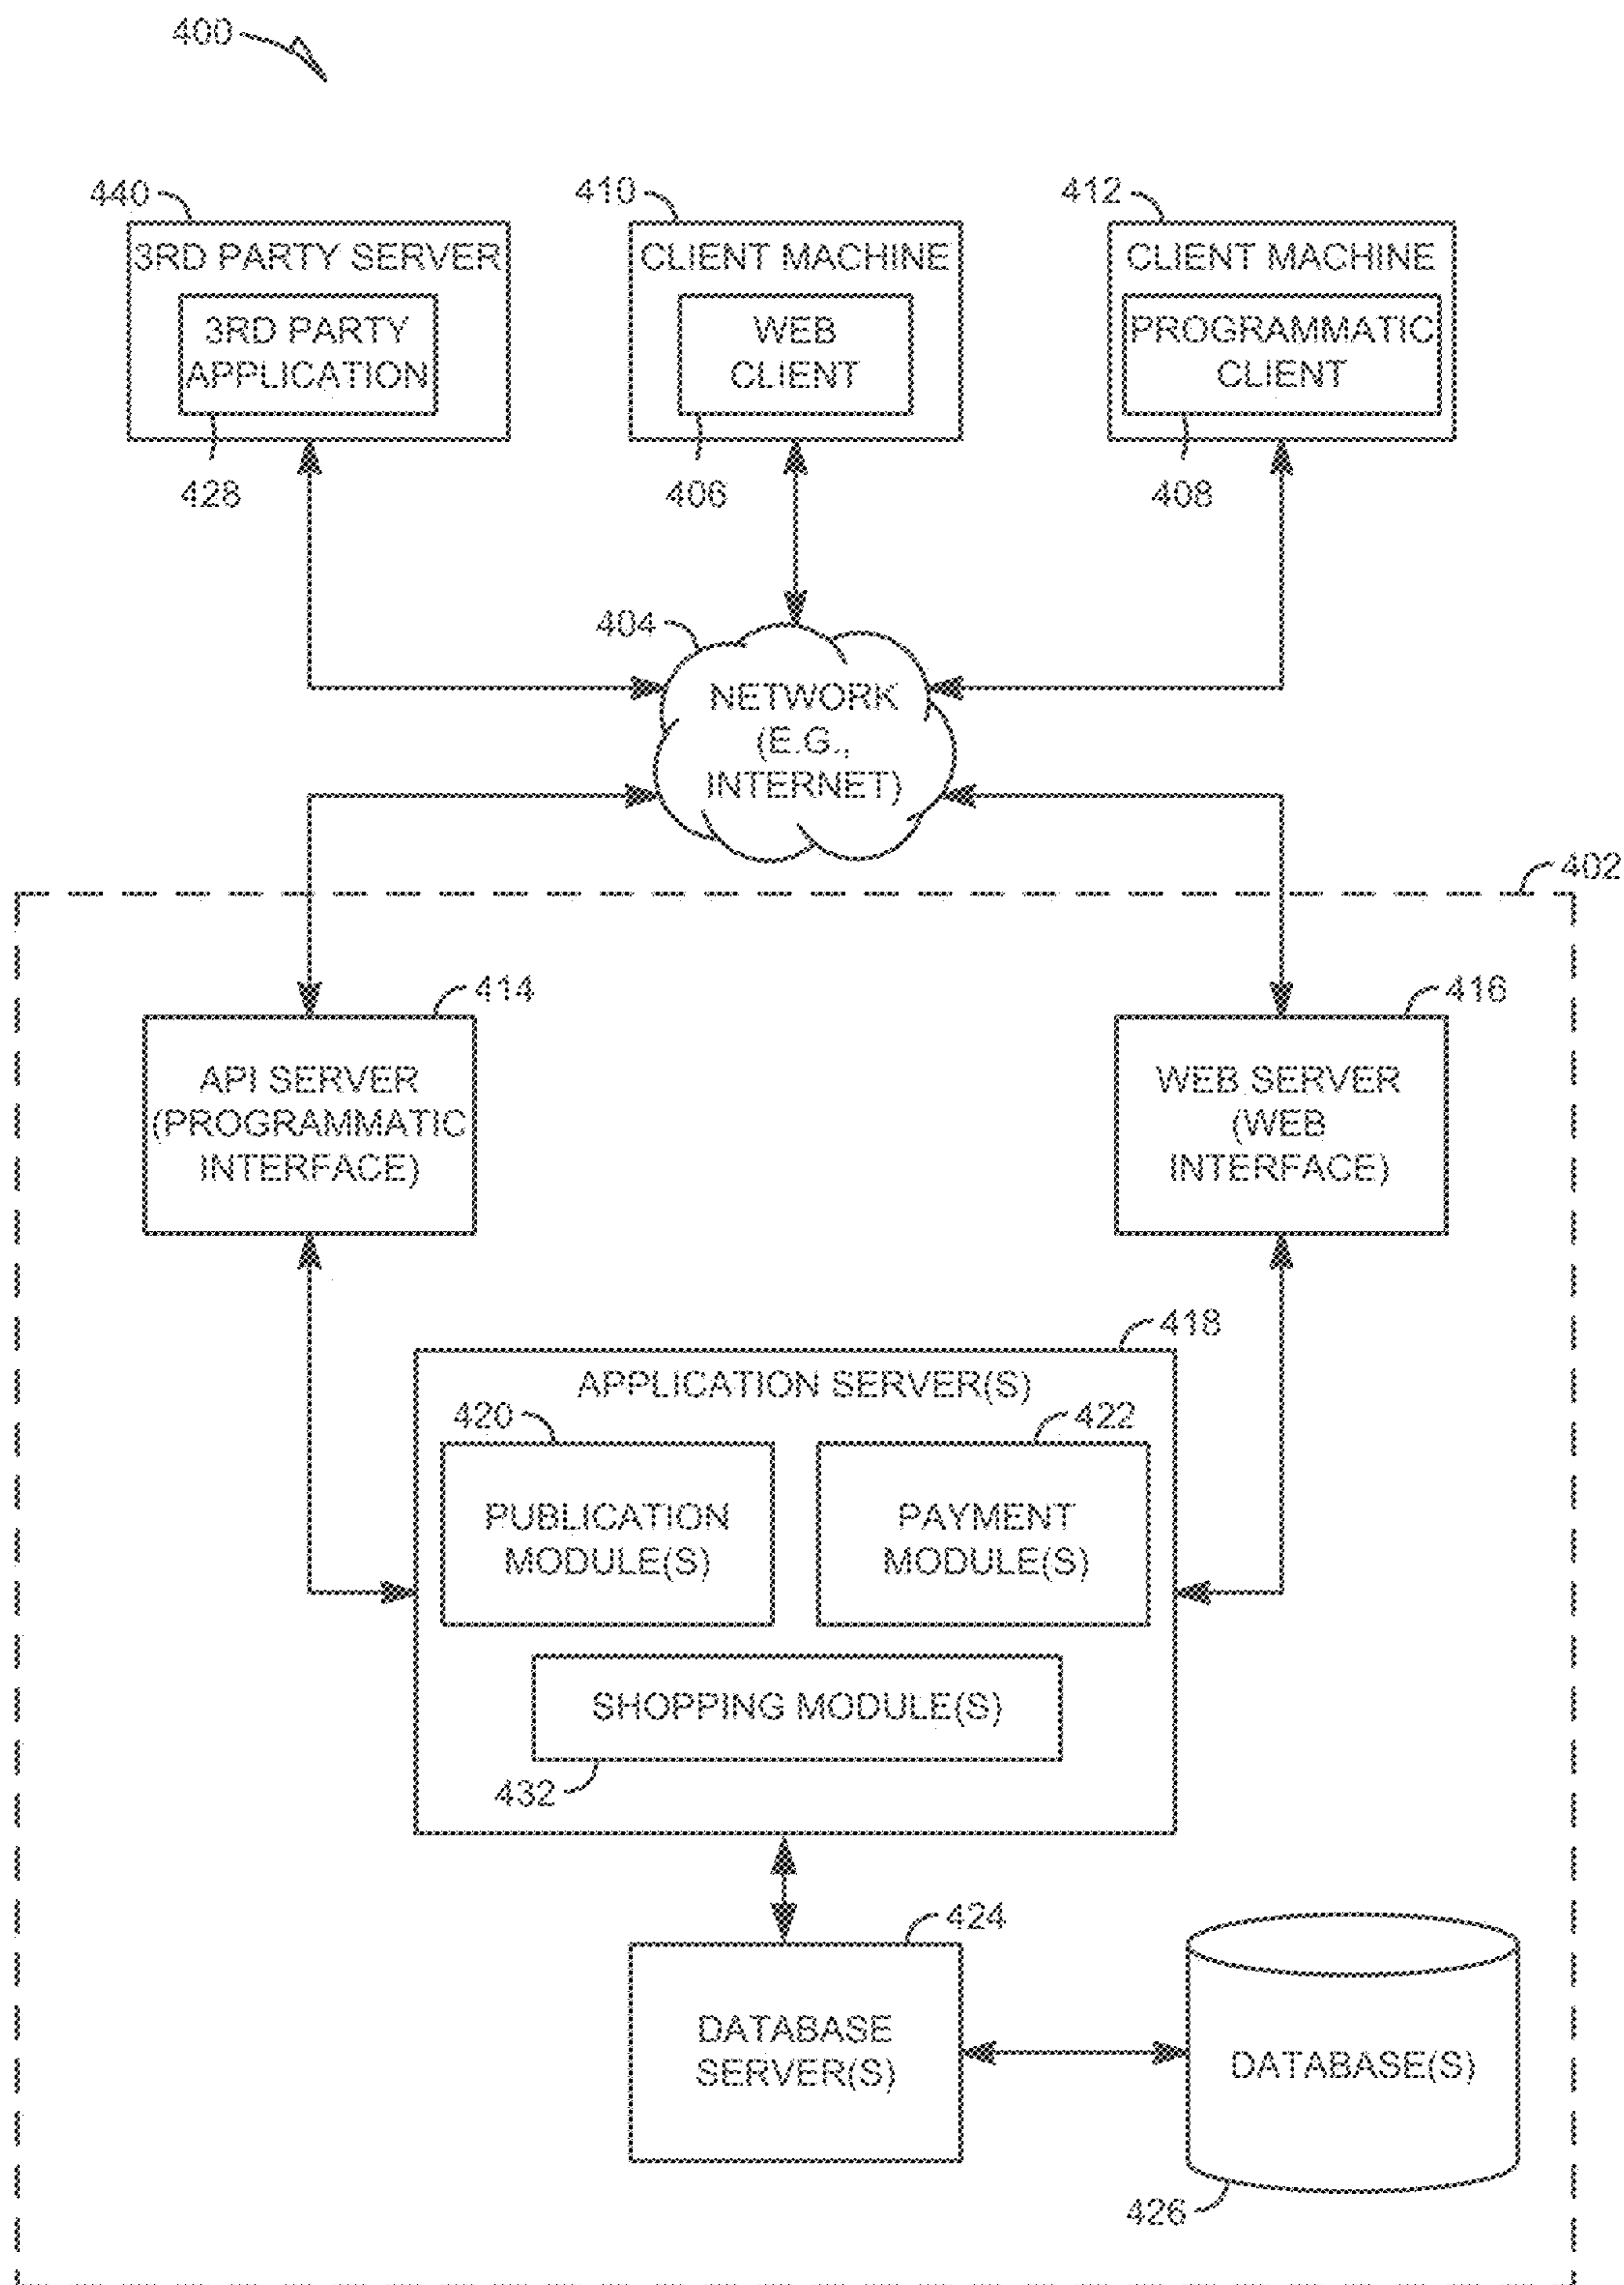 400
440
410
412
3RD PARTY SERVER
CLIENT MACHINE
CLIENT MACHINE
3RD PARTY
APPLICATION
WEB
CLIENT
PROGRAMMATIC
CLIENT
428
406
408
404
NETWORK
(E.G.,
INTERNET)
402
414
416
API SERVER
(PROGRAMMATIC
INTERFACE)
WEB SERVER
(WEB
INTERFACE)
418
APPLICATION SERVER(S)
420
422
PUBLICATION
MODULE(S)
PAYMENT
MODULE(S)
SHOPPING MODULE(S)
432
424
DATABASE
SERVER(S)
DATABASE(S)
426